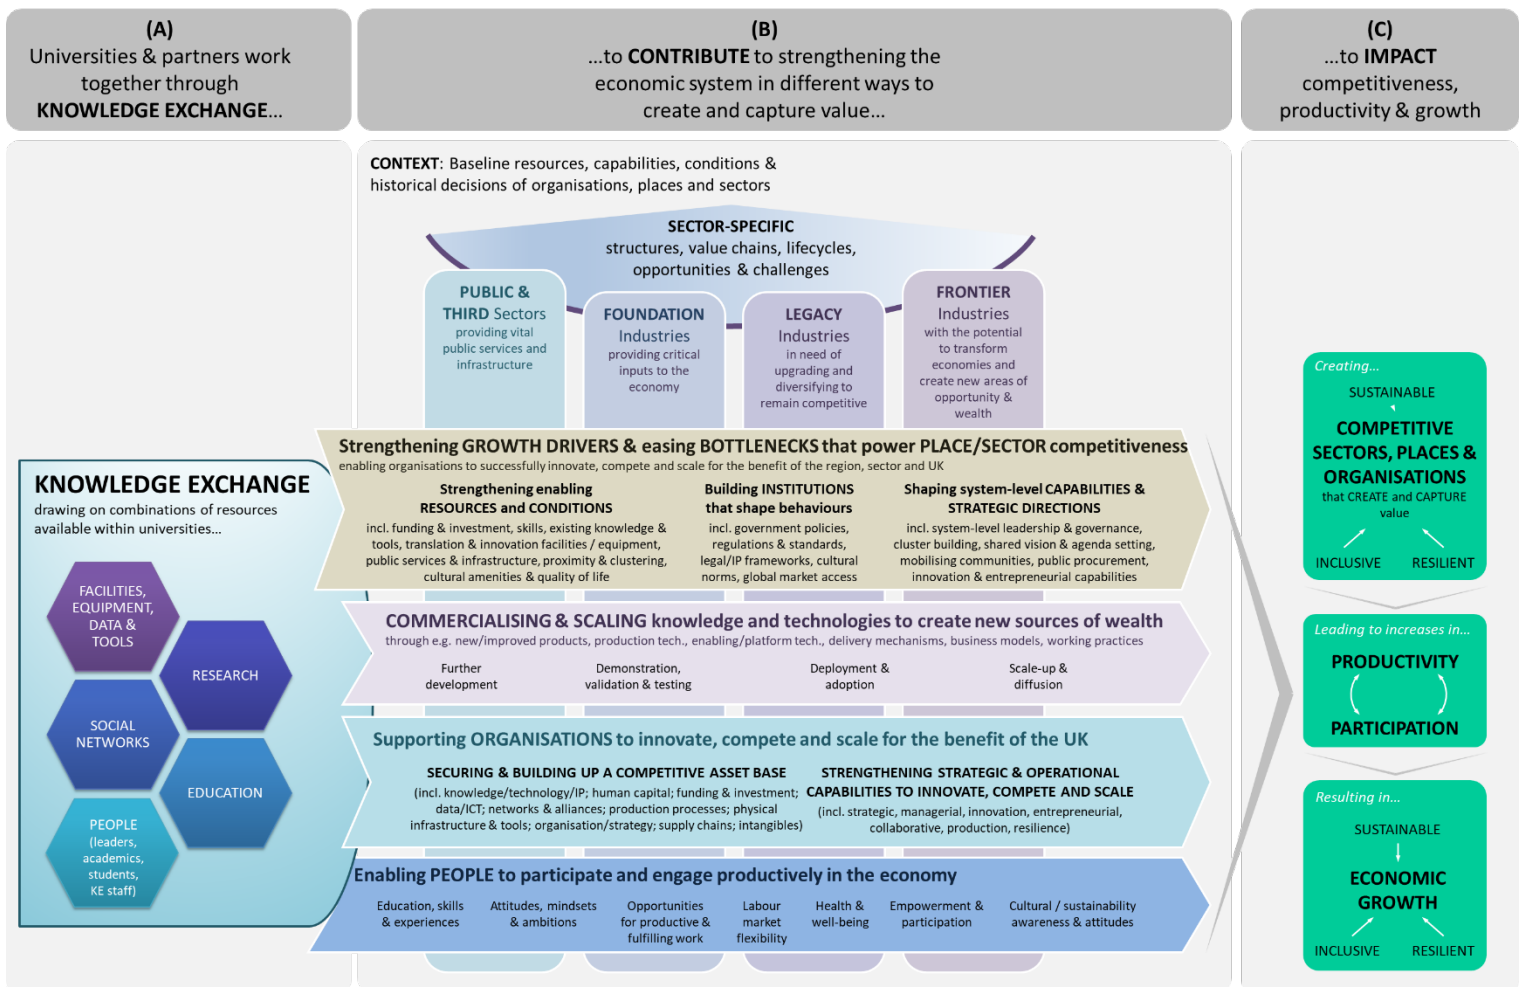 (A)
Universities & partners work
together through
KNOWLEDGE EXCHANGE...
(B)
...to CONTRIBUTE to strengthening the
economic system in different ways to
create and capture value...
(C)
...to IMPACT
competitiveness,
productivity & growth
CONTEXT: Baseline resources, capabilities, conditions &
historical decisions of organisations, places and sectors
SECTOR-SPECIFIC
structures, value chains, lifecycles,
opportunities & challenges
PUBLIC &
THIRD Sectors
providing vital
public services and
infrastructure
FOUNDATION
Industries
providing critical
inputs to the
economy
LEGACY
Industries
in need of
upgrading and
diversifying to
remain competitive
FRONTIER
Industries
with the potential
to transform
economies and
create new areas of
opportunity &
wealth
KNOWLEDGE EXCHANGE
drawing on combinations of resources
available within universities...
FACILITIES,
EQUIPMENT,
DATA &
TOOLS
RESEARCH
SOCIAL
NETWORKS
EDUCATION
PEOPLE
(leaders,
academics,
students,
KE staff)
Strengthening GROWTH DRIVERS & easing BOTTLENECKS that power PLACE/SECTOR competitiveness
enabling organisations to successfully innovate, compete and scale for the benefit of the region, sector and UK
Strengthening enabling
RESOURCES and CONDITIONS
incl. funding & investment, skills, existing knowledge &
tools, translation & innovation facilities / equipment,
public services & infrastructure, proximity & clustering,
cultural amenities & quality of life
Building INSTITUTIONS
that shape behaviours
incl. government policies,
regulations & standards,
legal/IP frameworks, cultural
norms, global market access
Shaping system-level CAPABILITIES &
STRATEGIC DIRECTIONS
incl. system-level leadership & governance,
cluster building, shared vision & agenda setting,
mobilising communities, public procurement,
innovation & entrepreneurial capabilities
COMMERCIALISING & SCALING knowledge and technologies to create new sources of wealth
through e.g. new/improved products, production tech., enabling/platform tech., delivery mechanisms, business models, working practices
Further
development
Demonstration,
validation & testing
Deployment &
adoption
Scale-up &
diffusion
Supporting ORGANISATIONS to innovate, compete and scale for the benefit of the UK
SECURING & BUILDING UP A COMPETITIVE ASSET BASE
(incl. knowledge/technology/IP; human capital; funding & investment;
data/ICT; networks & alliances; production processes; physical
infrastructure & tools; organisation/strategy; supply chains; intangibles)
STRENGTHENING STRATEGIC & OPERATIONAL
CAPABILITIES TO INNOVATE, COMPETE AND SCALE
(incl. strategic, managerial, innovation, entrepreneurial,
collaborative, production, resilience)
Enabling PEOPLE to participate and engage productively in the economy
Education, skills
& experiences
Attitudes, mindsets
& ambitions
Opportunities
for productive &
fulfilling work
Labour
market
flexibility
Health &
well-being
Empowerment &
participation
Cultural / sustainability
awareness & attitudes
Creating...
SUSTAINABLE
COMPETITIVE
SECTORS, PLACES &
ORGANISATIONS
that CREATE and CAPTURE
value
INCLUSIVE
RESILIENT
Leading to increases in...
PRODUCTIVITY
PARTICIPATION
Resulting in...
SUSTAINABLE
ECONOMIC
GROWTH
INCLUSIVE
RESILIENT